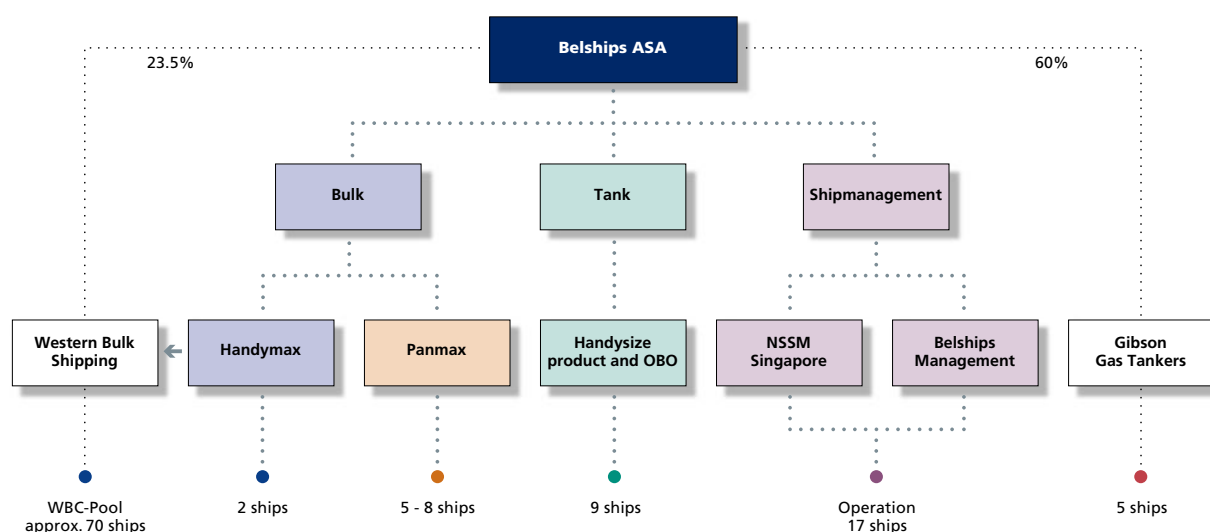 Belships ASA
23.5%
60%
Bulk
Tank
Shipmanagement
Western Bulk
Shipping
Handymax
Panmax
Handysize
product and OBO
NSSM
Singapore
Belships
Management
Gibson
Gas Tankers
WBC-Pool
approx. 70 ships
2 ships
5 - 8 ships
9 ships
Operation
17 ships
5 ships